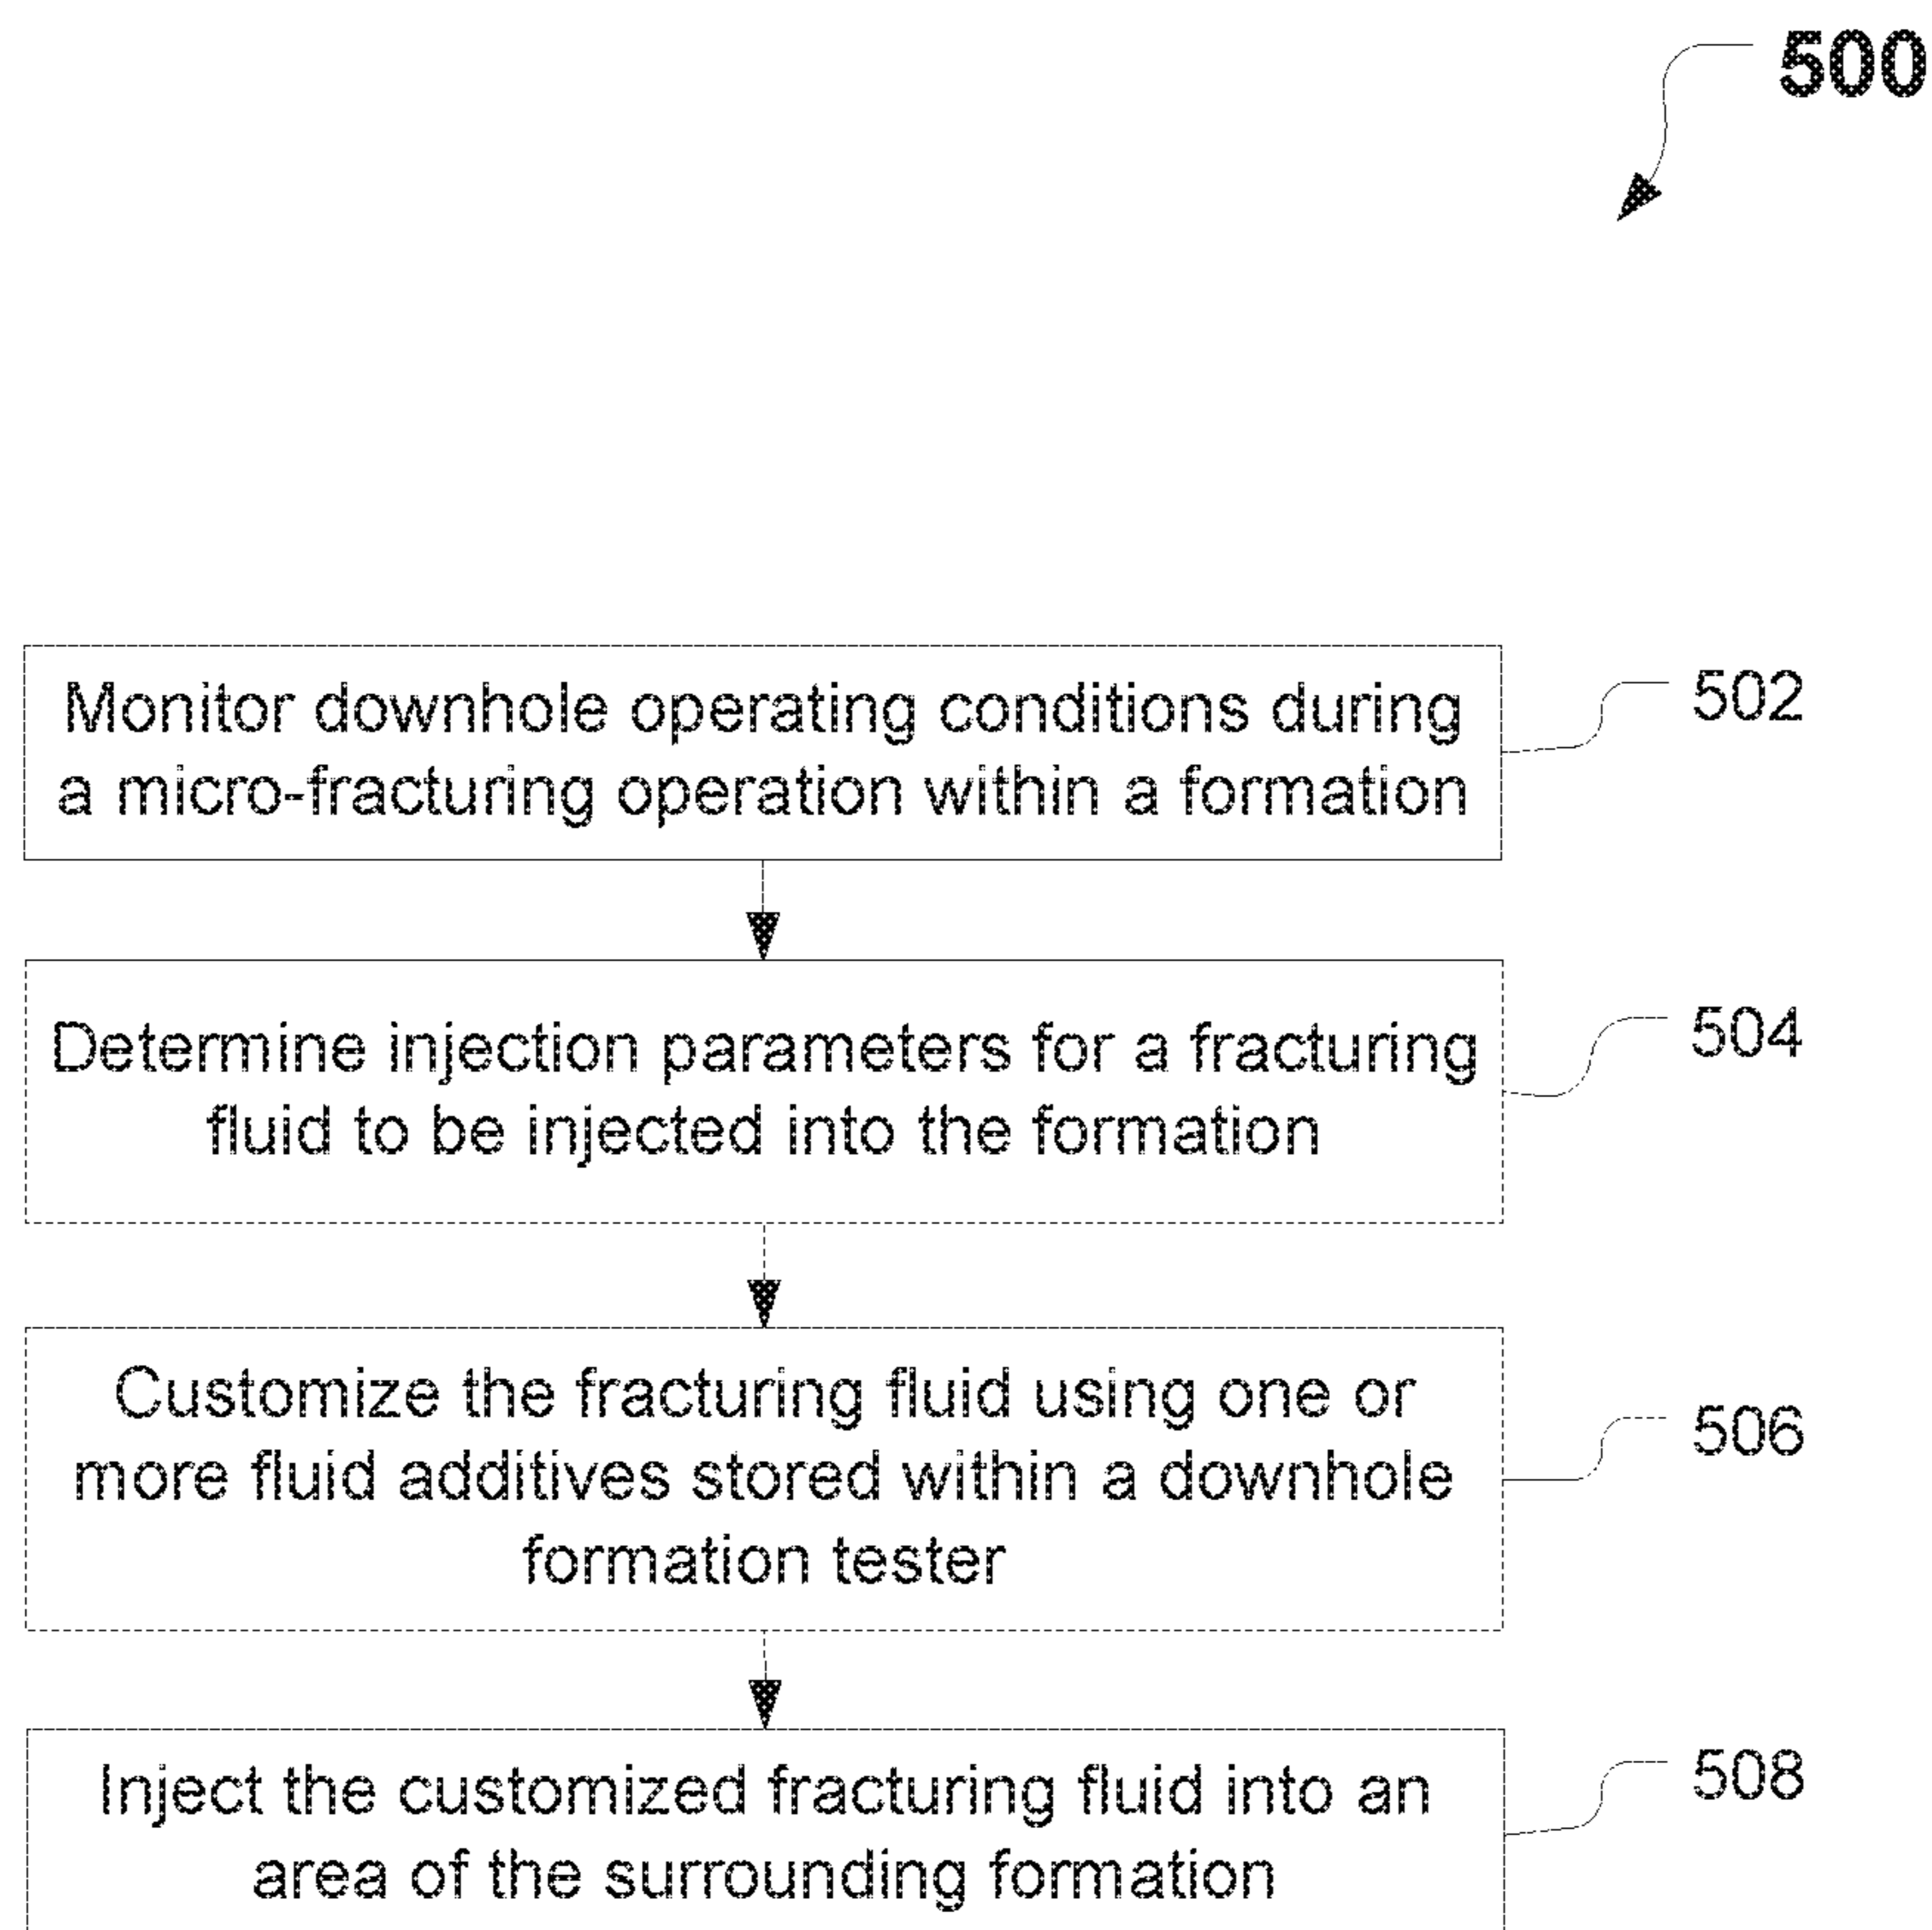 500
Monitor downhole operating conditions during
a micro-fracturing operation within a formation
502
Determine injection parameters for a fracturing
fluid to be injected into the formation
504
Customize the fracturing fluid using one or
more fluid additives stored within a downhole
formation tester
506
Inject the customized fracturing fluid into an
area of the surrounding formation
508